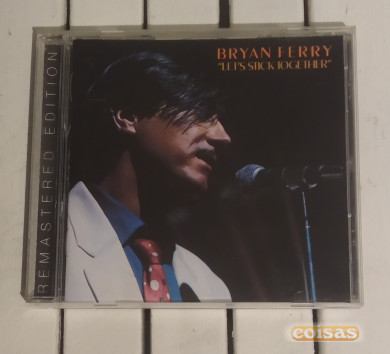 BRYAN FERRY
"LET'S STICK TOGETHER"
REMASTERED EDITION
coisas